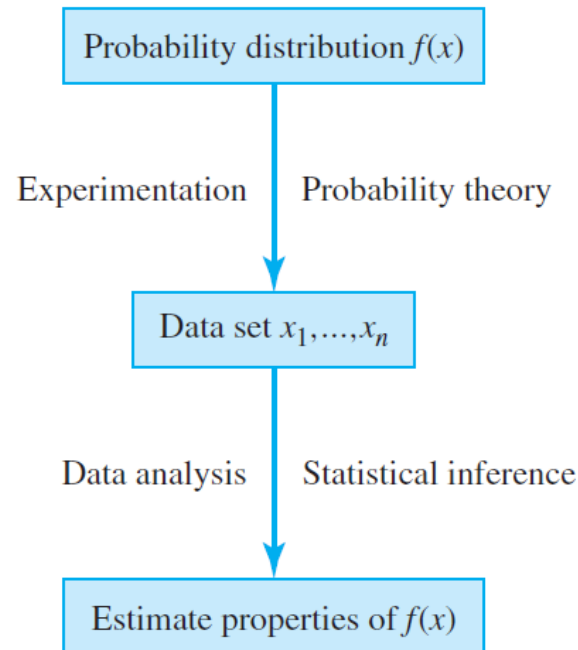 Probability distribution f(x)
Experimentation
Probability theory
Data set x₁,...,xₙ
Data analysis
Statistical inference
Estimate properties of f(x)